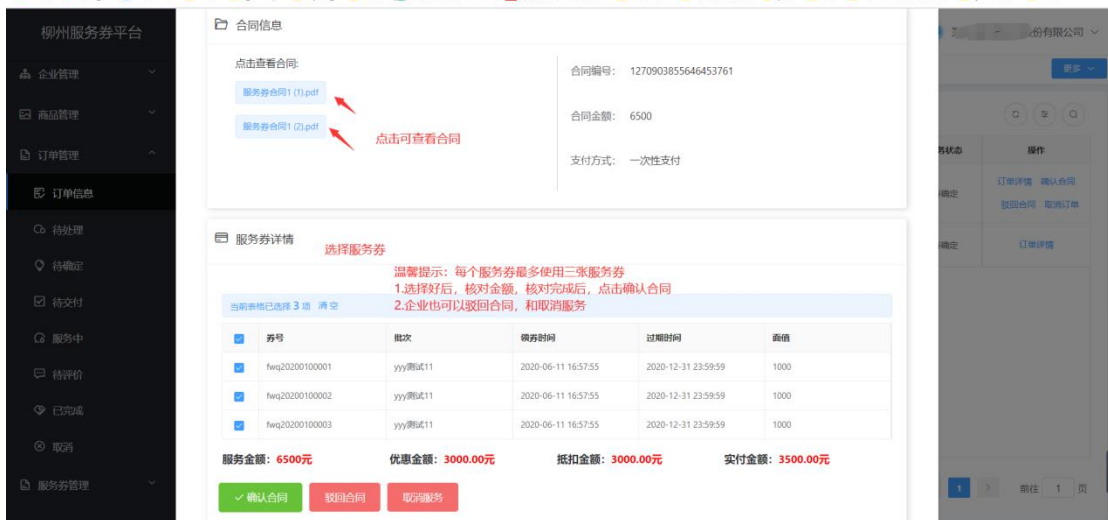 柳州服务券平台
企业管理
商品管理
订单管理
订单信息
待处理
待确定
待交付
服务中
待评价
已完成
取消
服务券管理
合同信息
点击查看合同:
服务券合同1 (1).pdf
服务券合同1 (2).pdf
点击可查看合同
合同编号: 1270903855646453761
合同金额: 6500
支付方式: 一次性支付
服务券详情
选择服务券
温馨提示：每个服务券最多使用三张服务券
1.选择好后，核对金额，核对完成后，点击确认合同
2.企业也可以驳回合同，和取消服务
当前表格已选择 3 项 清空
券号 批次 领券时间 过期时间 面值
fwq20200100001 yyy测试11 2020-06-11 16:57:55 2020-12-31 23:59:59 1000
fwq20200100002 yyy测试11 2020-06-11 16:57:55 2020-12-31 23:59:59 1000
fwq20200100003 yyy测试11 2020-06-11 16:57:55 2020-12-31 23:59:59 1000
服务金额：6500元 优惠金额：3000.00元 抵扣金额：3000.00元 实付金额：3500.00元
确认合同 驳回合同 取消服务
份有限公司
更多
务状态 操作
确定 订单详情 确认合同
驳回合同 取消订单
确定 订单详情
1 前往 1 页